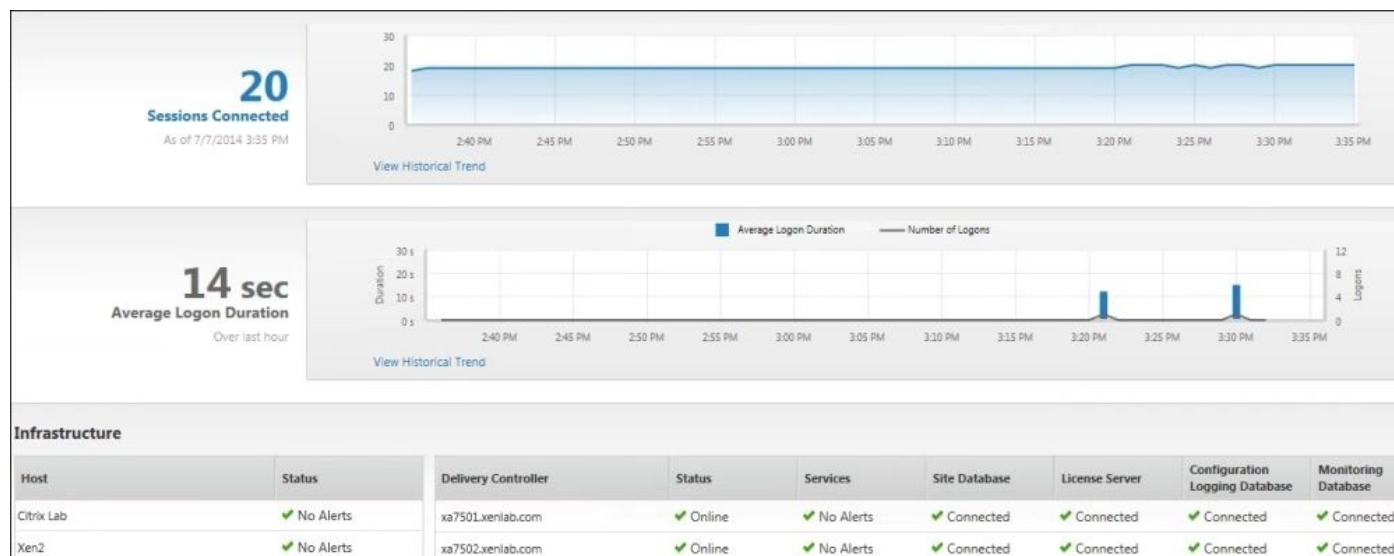 30
20
10
0
20
Sessions Connected
As of 7/7/2014 3:35 PM
2:40 PM 2:45 PM 2:50 PM 2:55 PM 3:00 PM 3:05 PM 3:10 PM 3:15 PM 3:20 PM 3:25 PM 3:30 PM 3:35 PM
View Historical Trend
Average Logon Duration Number of Logons
30 s
20 s
10 s
0 s
Duration
12
8
4
0
Logons
14 sec
Average Logon Duration
Over last hour
2:40 PM 2:45 PM 2:50 PM 2:55 PM 3:00 PM 3:05 PM 3:10 PM 3:15 PM 3:20 PM 3:25 PM 3:30 PM 3:35 PM
View Historical Trend
Infrastructure
Host Status Delivery Controller Status Services Site Database License Server Configuration Logging Database Monitoring Database
Citrix Lab No Alerts xa7501.xenlab.com Online No Alerts Connected Connected Connected Connected
Xen2 No Alerts xa7502.xenlab.com Online No Alerts Connected Connected Connected Connected